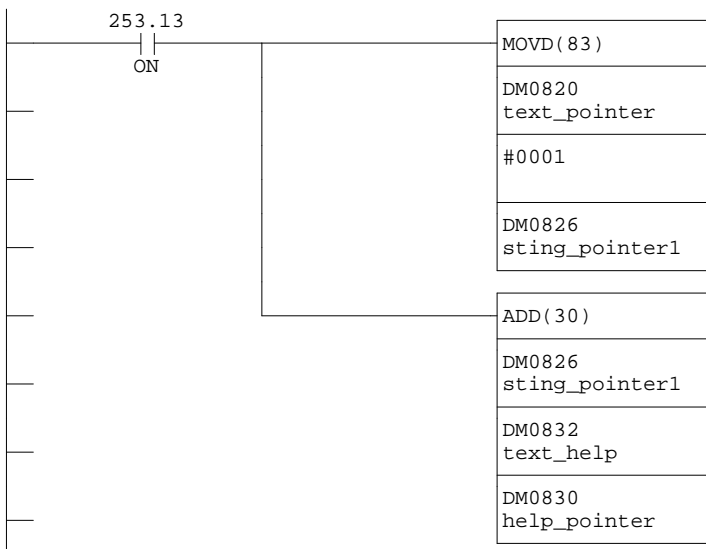 253.13
ON
MOVD(83)
DM0820
text_pointer
#0001
DM0826
sting_pointer1
ADD(30)
DM0826
sting_pointer1
DM0832
text_help
DM0830
help_pointer